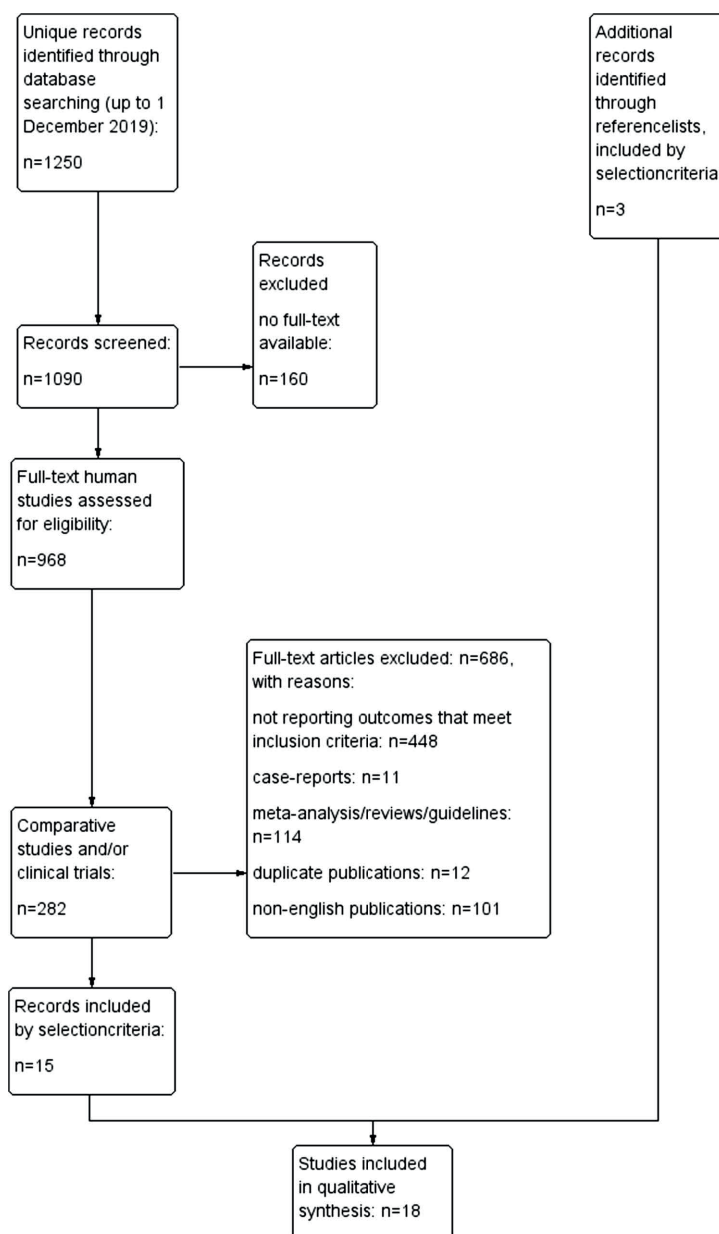 Unique records
identified through
database
searching (up to 1
December 2019):
n=1250
Additional
records
identified
through
referencelists,
included by
selectioncriteria
n=3
Records
excluded
no full-text
available:
n=160
Records screened:
n=1090
Full-text human
studies assessed
for eligibility:
n=968
Full-text articles excluded: n=686,
with reasons:
not reporting outcomes that meet
inclusion criteria: n=448
case-reports: n=11
meta-analysis/reviews/guidelines:
n=114
duplicate publications: n=12
non-english publications: n=101
Comparative
studies and/or
clinical trials:
n=282
Records included
by selectioncriteria:
n=15
Studies included
in qualitative
synthesis: n=18